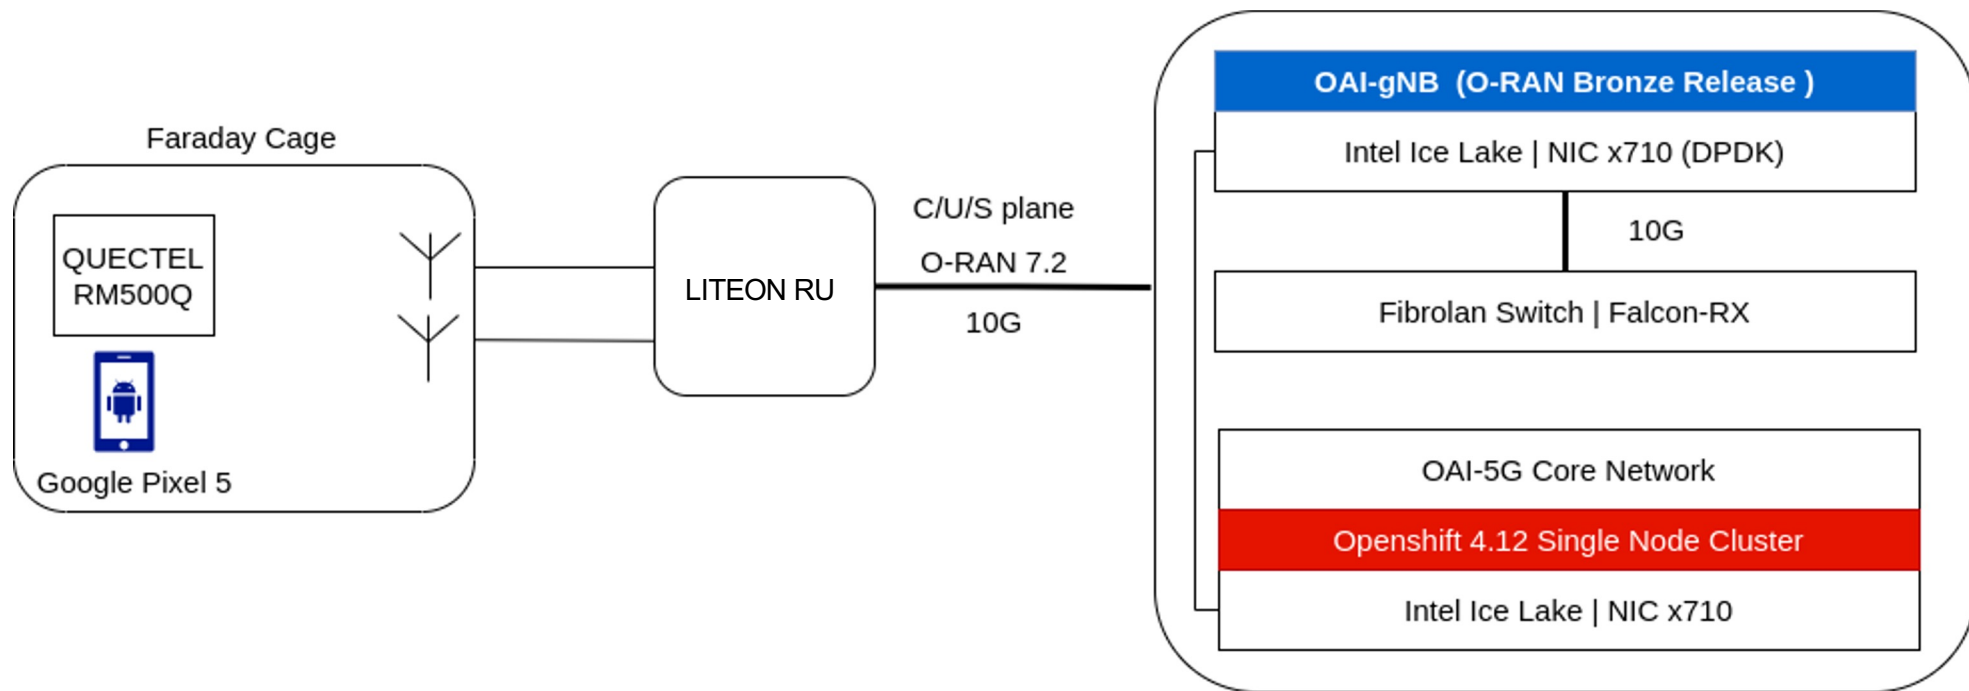 Faraday Cage
QUECTEL
RM500Q
Google Pixel 5
LITEON RU
C/U/S plane
O-RAN 7.2
10G
OAI-gNB (O-RAN Bronze Release )
Intel Ice Lake | NIC x710 (DPDK)
10G
Fibrolan Switch | Falcon-RX
OAI-5G Core Network
Openshift 4.12 Single Node Cluster
Intel Ice Lake | NIC x710